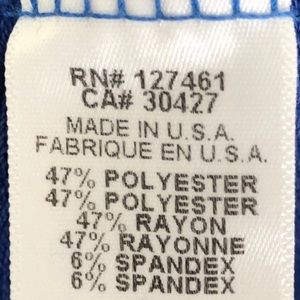 RN# 127461
CA# 30427
MADE IN U.S.A.
FABRIQUE EN U.S.A.
47% POLYESTER
47% POLYESTER
47% RAYON
47% RAYONNE
6% SPANDEX
6% SPANDEX